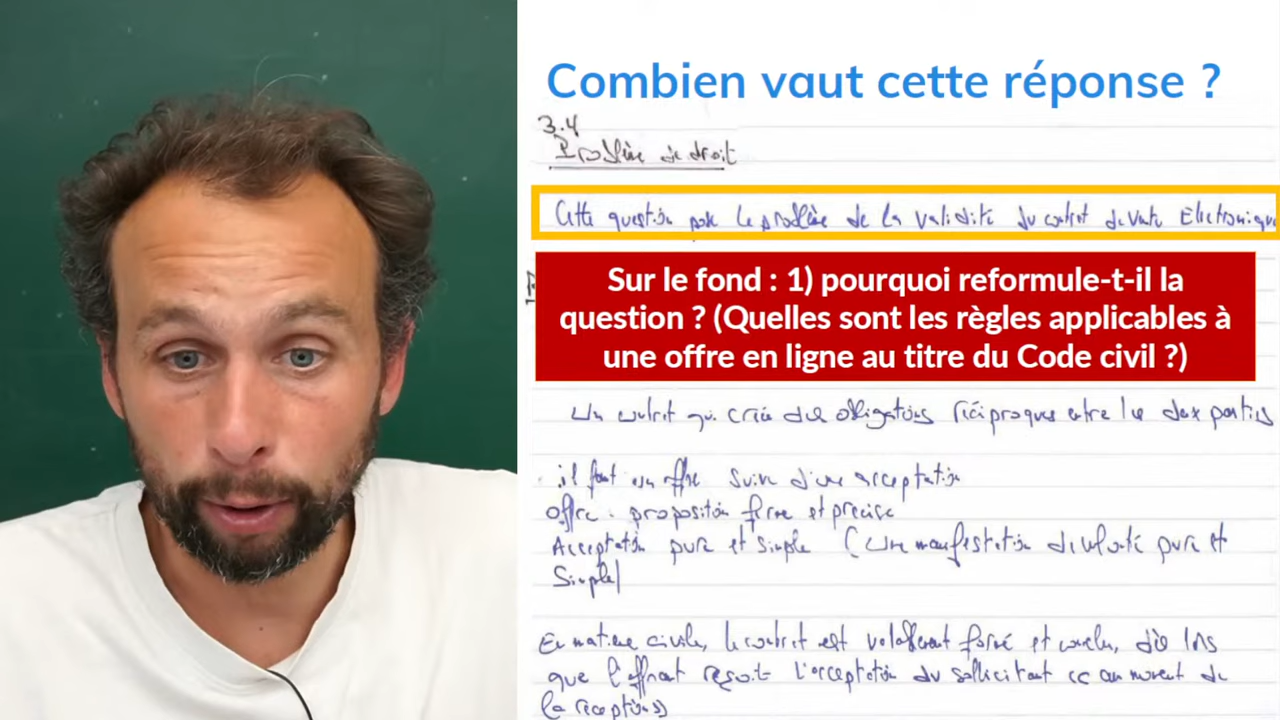 Combien vaut cette réponse ?
3.4
Problème de droit
Cette question pose le problème de la validité du contrat de vente Electronique
Sur le fond : 1) pourquoi reformule-t-il la
question ? (Quelles sont les règles applicables à
une offre en ligne au titre du Code civil ?)
Un contrat qui crée des obligations réciproques entre les deux parties
il faut une offre suivie d'une acceptation
offre : proposition ferme et précise
Acceptation pure et simple (une manifestation de volonté pure et
simple)
En matière civile, le contrat est valablement formé et conclu, dès lors
que l'offrant reçoit l'acceptation du sollicitant au moment de
la réception)